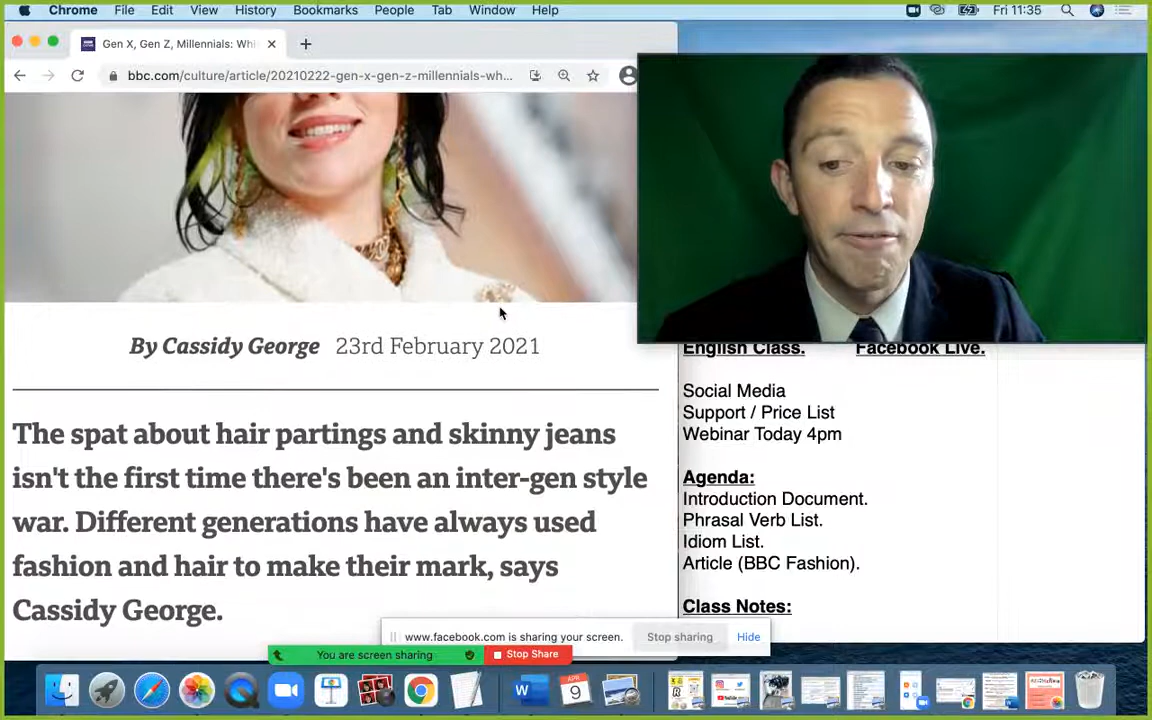 Chrome File Edit View History Bookmarks People Tab Window Help Fri 11:35
Gen X, Gen Z, Millennials: Whi
bbc.com/culture/article/20210222-gen-x-gen-z-millennials-wh...
By Cassidy George 23rd February 2021
The spat about hair partings and skinny jeans
isn't the first time there's been an inter-gen style
war. Different generations have always used
fashion and hair to make their mark, says
Cassidy George.
English Class. Facebook Live.
Social Media
Support / Price List
Webinar Today 4pm
Agenda:
Introduction Document.
Phrasal Verb List.
Idiom List.
Article (BBC Fashion).
Class Notes:
www.facebook.com is sharing your screen. Stop sharing Hide
You are screen sharing Stop Share
W APR 9